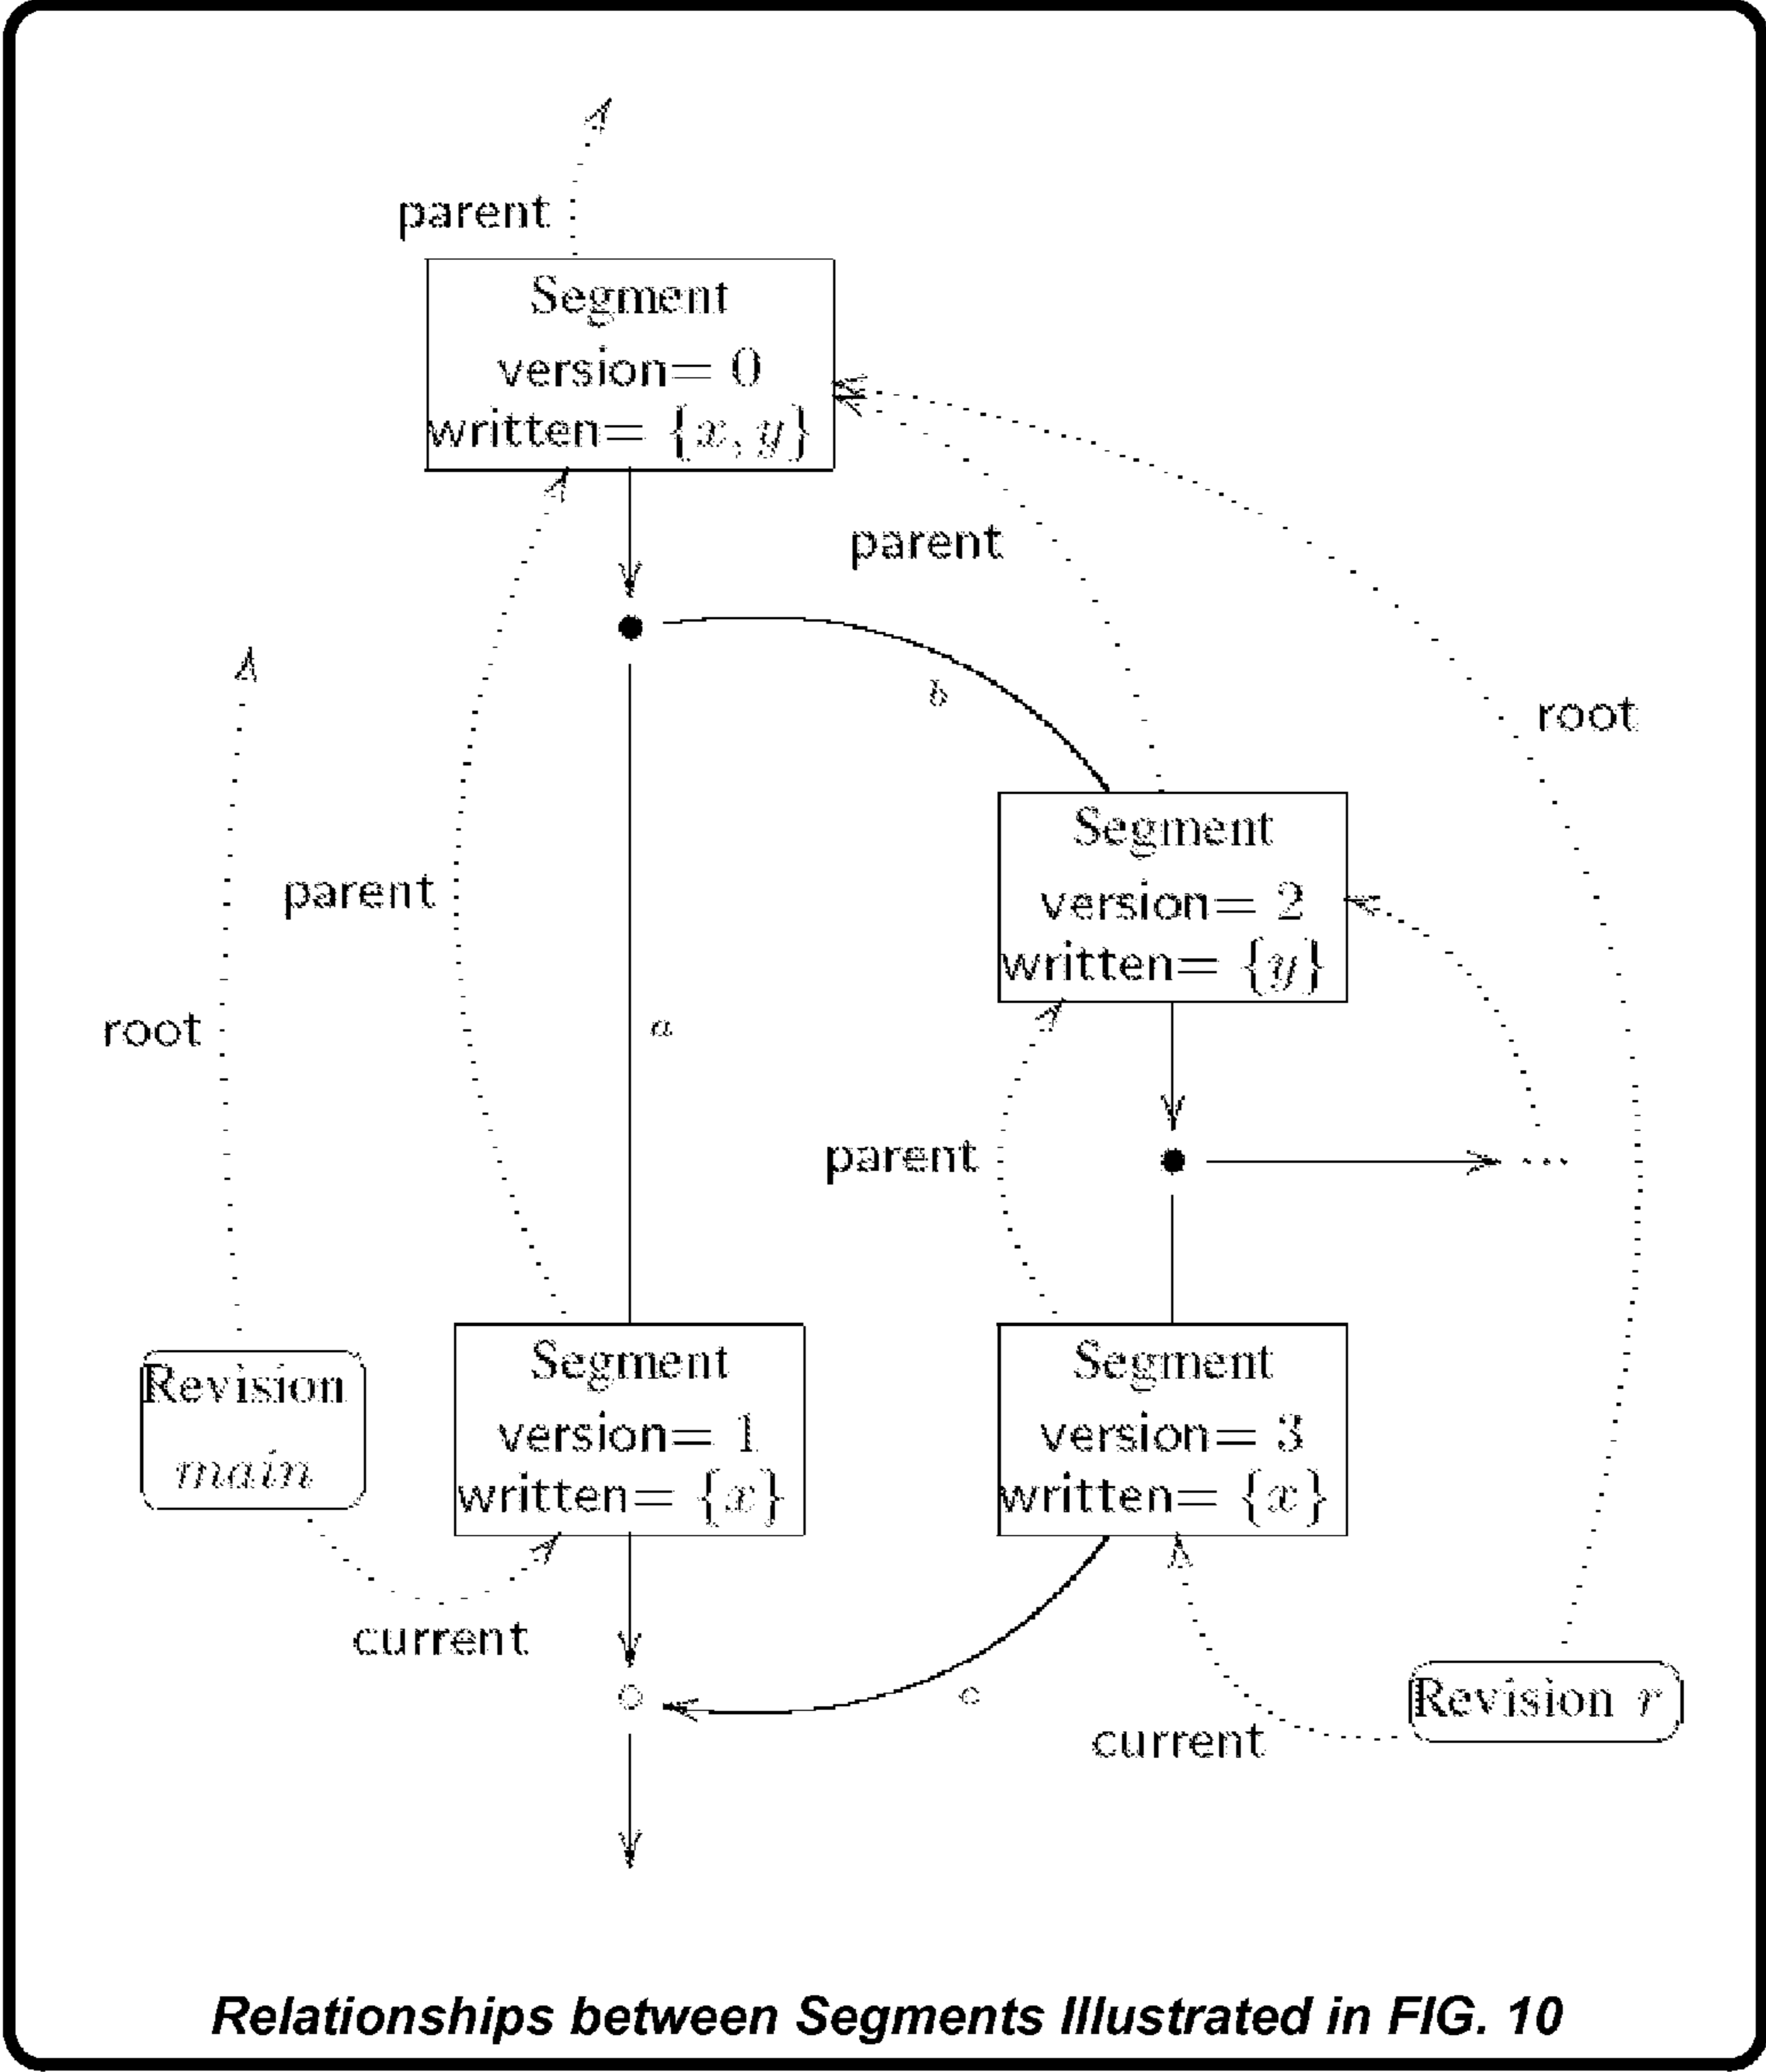 parent
Segment
version= 0
written= {x, y}
parent
b
root
Segment
version= 2
written= {y}
parent
root
a
parent
...
Segment
version= 1
written= {x}
Segment
version= 3
written= {x}
Revision
main
current
c
Revision r
current
Relationships between Segments Illustrated in FIG. 10